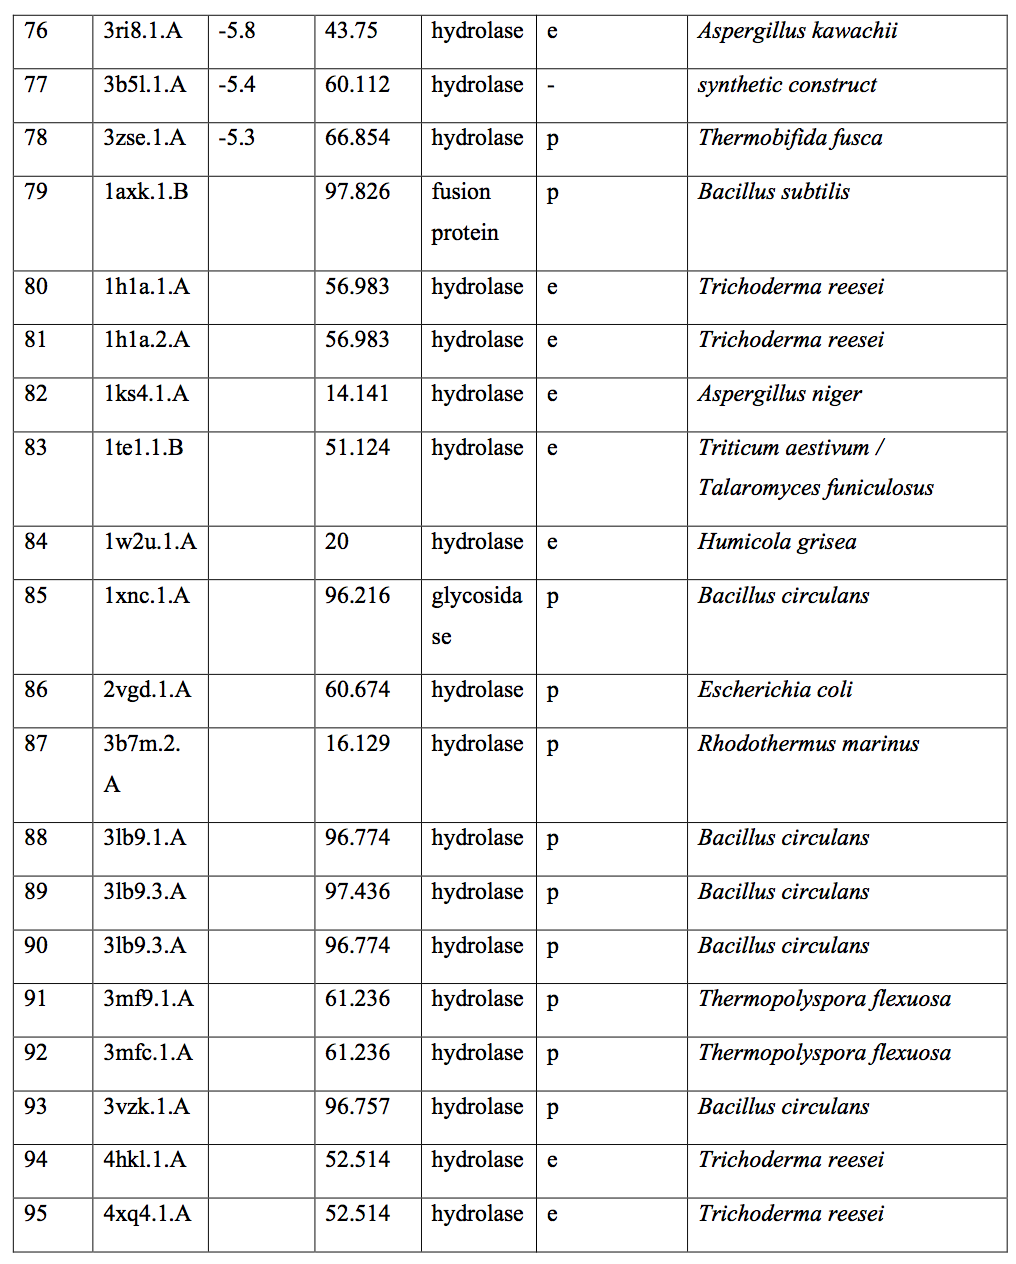 76 3ri8.1.A -5.8 43.75 hydrolase e Aspergillus kawachii
77 3b5l.1.A -5.4 60.112 hydrolase - synthetic construct
78 3zse.1.A -5.3 66.854 hydrolase p Thermobifida fusca
79 1axk.1.B 97.826 fusion p Bacillus subtilis
protein
80 1h1a.1.A 56.983 hydrolase e Trichoderma reesei
81 1h1a.2.A 56.983 hydrolase e Trichoderma reesei
82 1ks4.1.A 14.141 hydrolase e Aspergillus niger
83 1te1.1.B 51.124 hydrolase e Triticum aestivum /
Talaromyces funiculosus
84 1w2u.1.A 20 hydrolase e Humicola grisea
85 1xnc.1.A 96.216 glycosida p Bacillus circulans
se
86 2vgd.1.A 60.674 hydrolase p Escherichia coli
87 3b7m.2. 16.129 hydrolase p Rhodothermus marinus
A
88 3lb9.1.A 96.774 hydrolase p Bacillus circulans
89 3lb9.3.A 97.436 hydrolase p Bacillus circulans
90 3lb9.3.A 96.774 hydrolase p Bacillus circulans
91 3mf9.1.A 61.236 hydrolase p Thermopolyspora flexuosa
92 3mfc.1.A 61.236 hydrolase p Thermopolyspora flexuosa
93 3vzk.1.A 96.757 hydrolase p Bacillus circulans
94 4hkl.1.A 52.514 hydrolase e Trichoderma reesei
95 4xq4.1.A 52.514 hydrolase e Trichoderma reesei